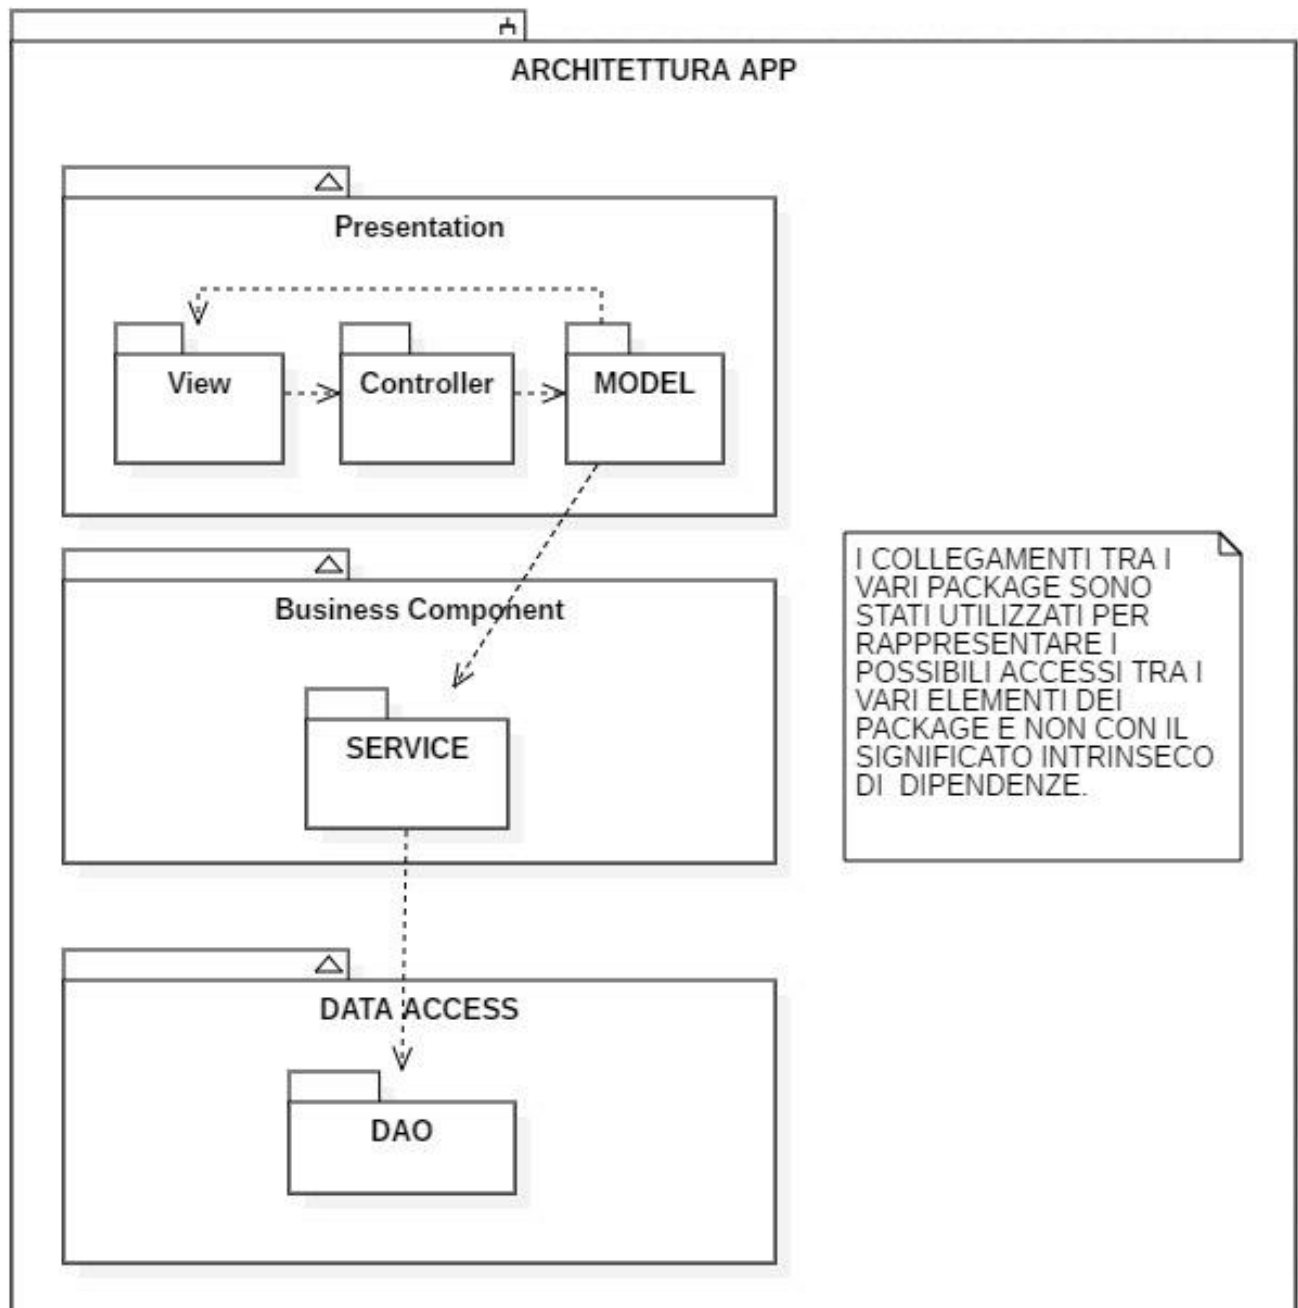 ARCHITETTURA APP
Presentation
View
Controller
MODEL
Business Component
SERVICE
I COLLEGAMENTI TRA I
VARI PACKAGE SONO
STATI UTILIZZATI PER
RAPPRESENTARE I
POSSIBILI ACCESSI TRA I
VARI ELEMENTI DEI
PACKAGE E NON CON IL
SIGNIFICATO INTRINSECO
DI  DIPENDENZE.
DATA ACCESS
DAO